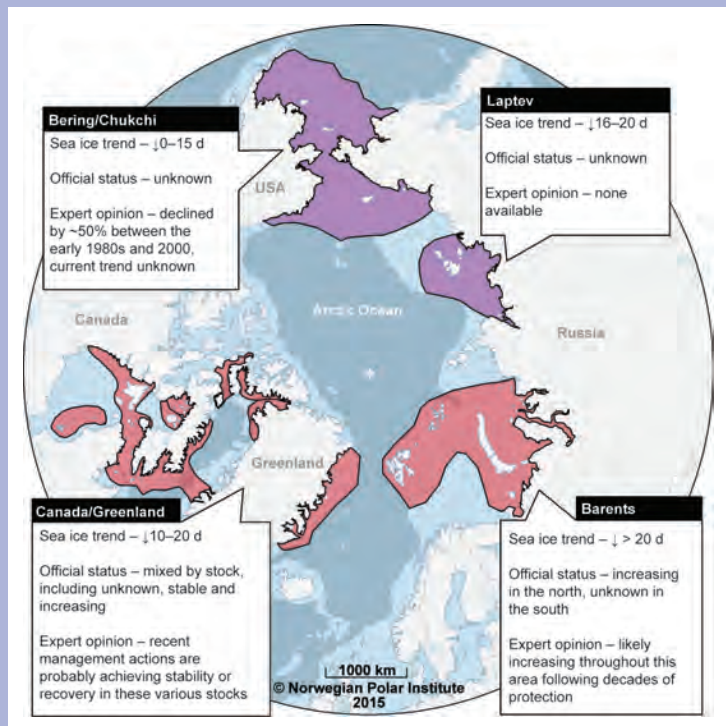 Bering/Chukchi
Sea ice trend – ↓0–15 d
Official status – unknown
Expert opinion – declined
by ~50% between the
early 1980s and 2000,
current trend unknown
Laptev
Sea ice trend – ↓16–20 d
Official status – unknown
Expert opinion – none
available
USA
Canada
Arctic Ocean
Russia
Greenland
Canada/Greenland
Sea ice trend – ↓10–20 d
Official status – mixed by stock,
including unknown, stable and
increasing
Expert opinion – recent
management actions are
probably achieving stability or
recovery in these various stocks
Barents
Sea ice trend – ↓ > 20 d
Official status – increasing
in the north, unknown in
the south
Expert opinion – likely
increasing throughout this
area following decades of
protection
1000 km
© Norwegian Polar Institute
2015